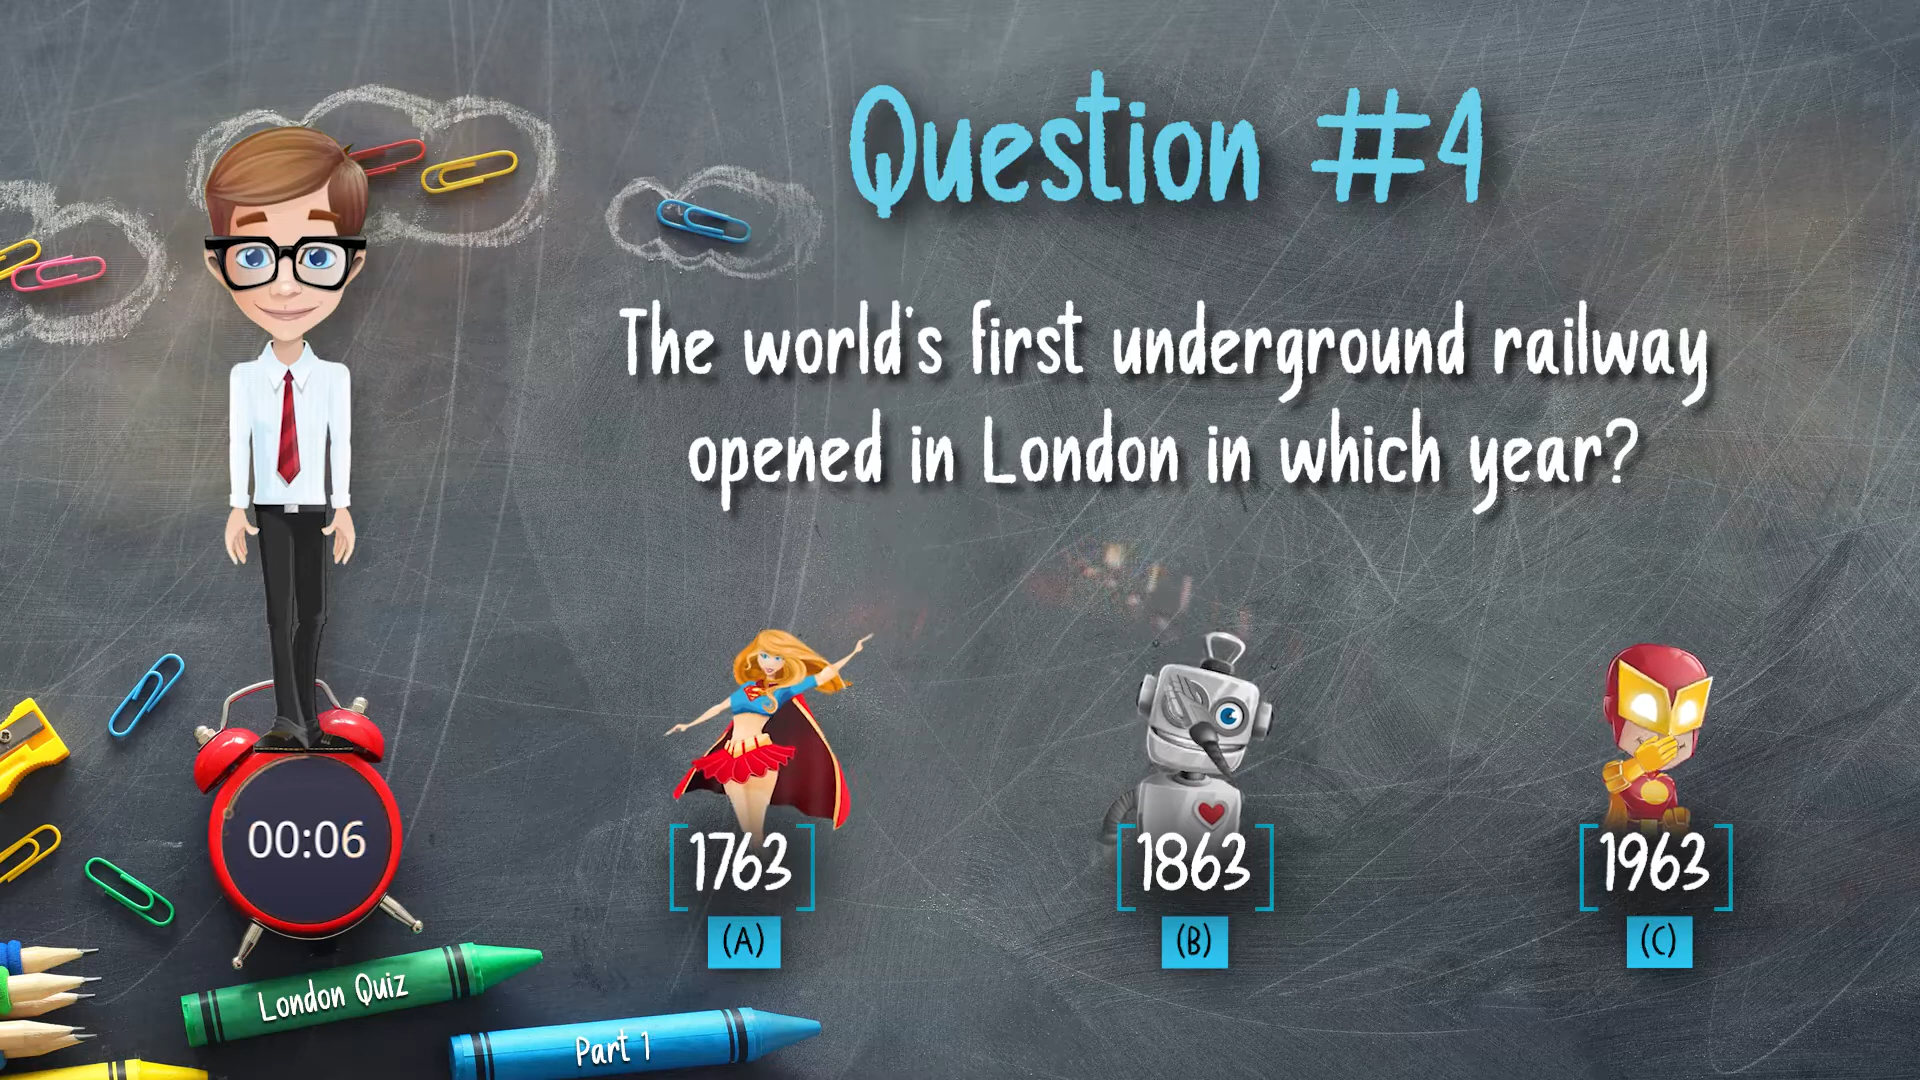 Question #4
The world's first underground railway
opened in London in which year?
00:06
1763
1863
1963
(A)
(B)
(C)
London Quiz
Part 1